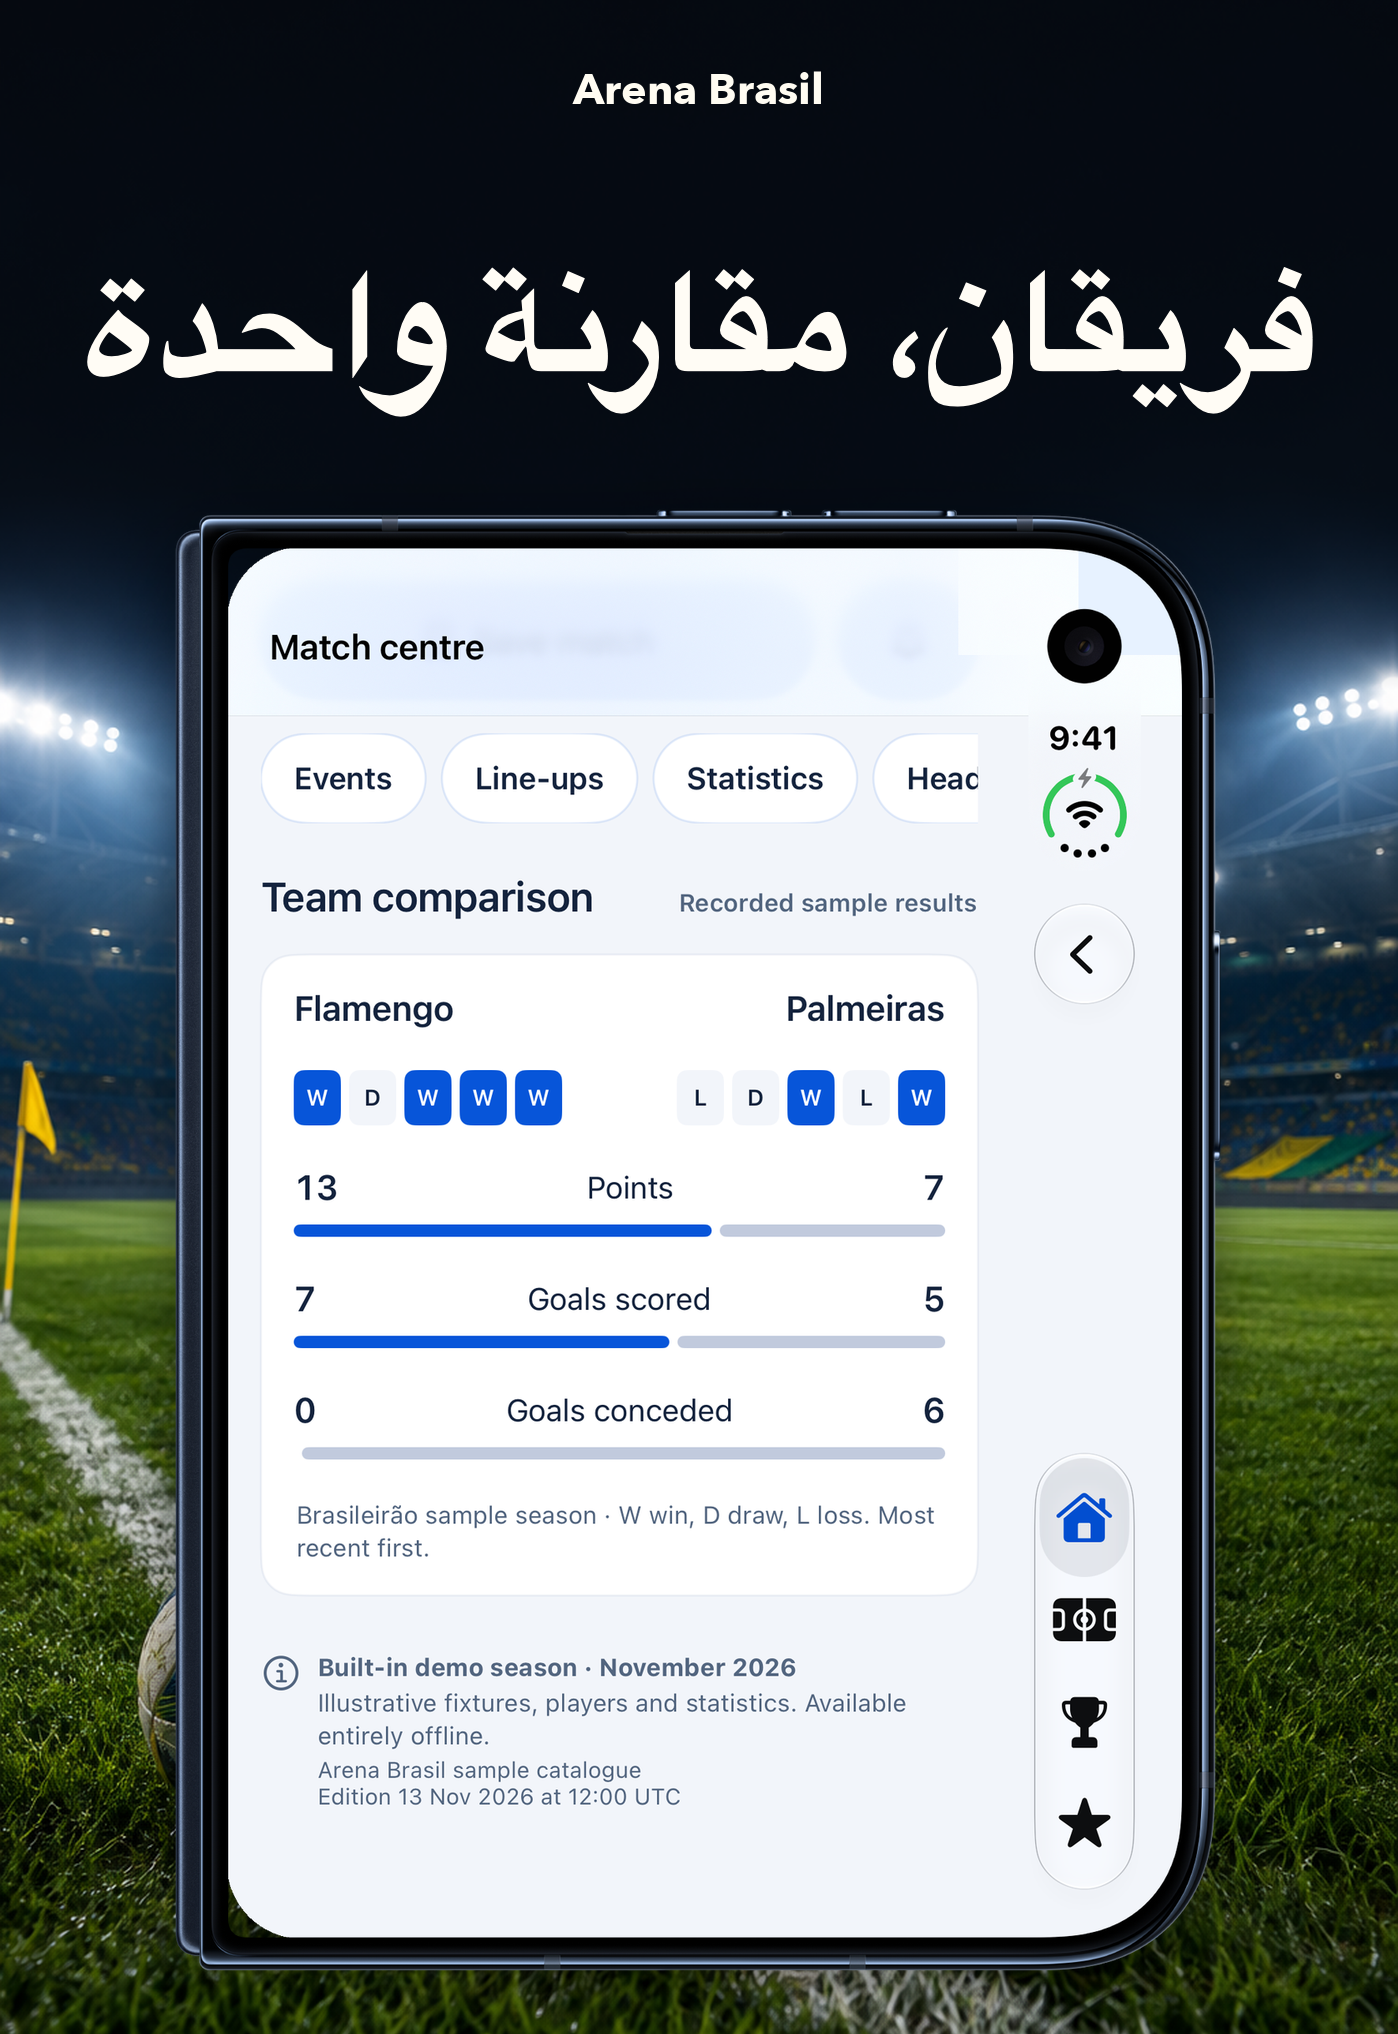 Arena Brasil
فريقان، مقارنة واحدة
Match centre
9:41
Events Line-ups Statistics Head
Team comparison Recorded sample results
Flamengo Palmeiras
W D W W W L D W L W
13 Points 7
7 Goals scored 5
0 Goals conceded 6
Brasileirão sample season · W win, D draw, L loss. Most
recent first.
Built-in demo season · November 2026
Illustrative fixtures, players and statistics. Available
entirely offline.
Arena Brasil sample catalogue
Edition 13 Nov 2026 at 12:00 UTC